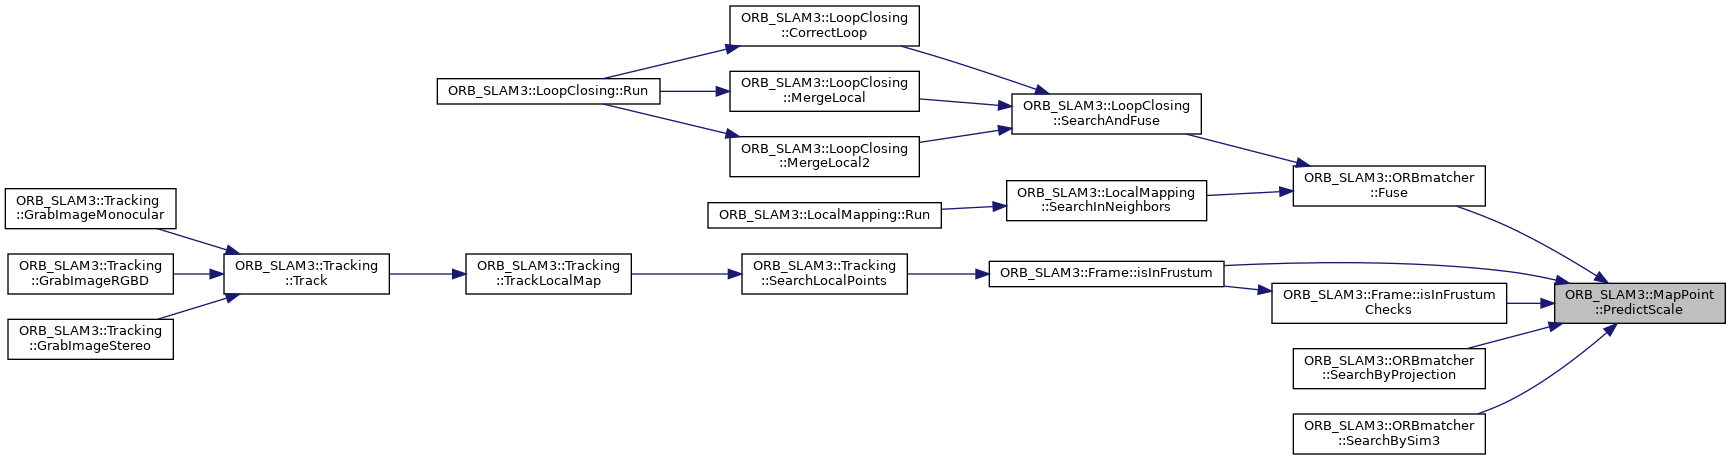 ORB_SLAM3::LoopClosing
::CorrectLoop
ORB_SLAM3::LoopClosing::Run
ORB_SLAM3::LoopClosing
::MergeLocal
ORB_SLAM3::LoopClosing
::SearchAndFuse
ORB_SLAM3::LoopClosing
::MergeLocal2
ORB_SLAM3::ORBmatcher
::Fuse
ORB_SLAM3::LocalMapping
::SearchInNeighbors
ORB_SLAM3::LocalMapping::Run
ORB_SLAM3::Tracking
::GrabImageMonocular
ORB_SLAM3::Tracking
::GrabImageRGBD
ORB_SLAM3::Tracking
::Track
ORB_SLAM3::Tracking
::TrackLocalMap
ORB_SLAM3::Tracking
::SearchLocalPoints
ORB_SLAM3::Frame::isInFrustum
ORB_SLAM3::Frame::isInFrustum
Checks
ORB_SLAM3::MapPoint
::PredictScale
ORB_SLAM3::Tracking
::GrabImageStereo
ORB_SLAM3::ORBmatcher
::SearchByProjection
ORB_SLAM3::ORBmatcher
::SearchBySim3